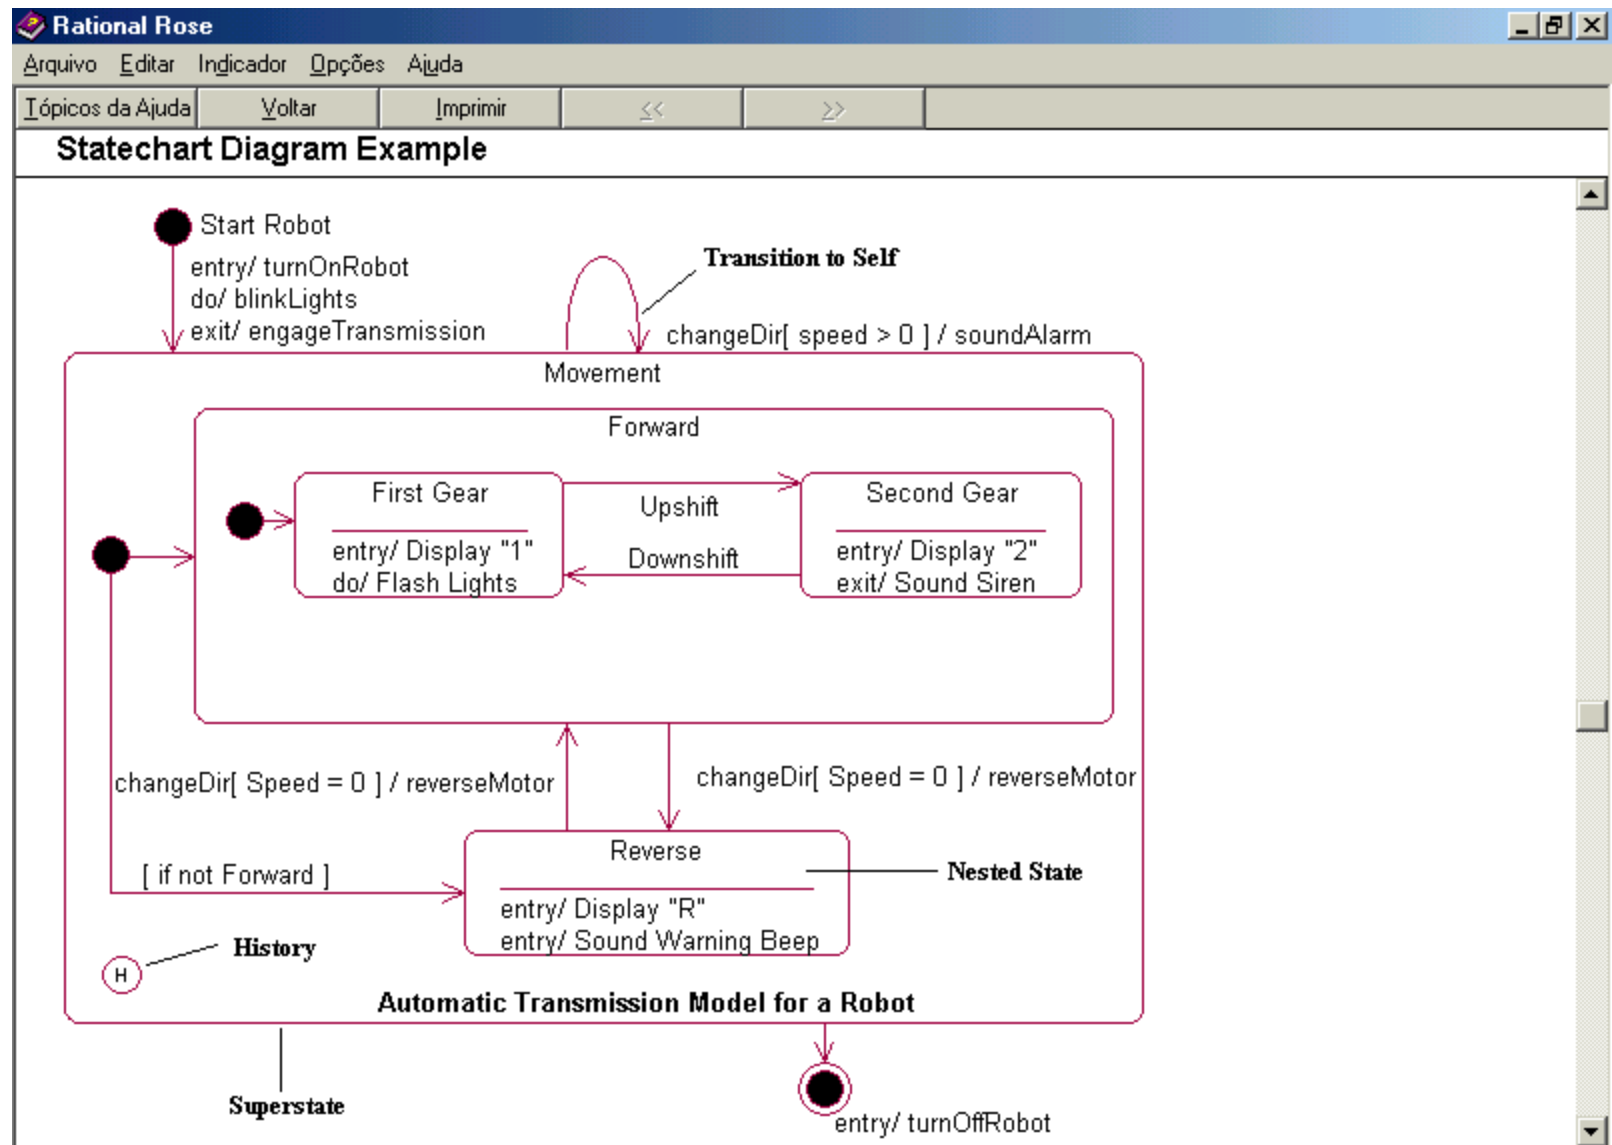 Rational Rose
Arquivo Editar Indicador Opções Ajuda
Tópicos da Ajuda Voltar Imprimir << >>
Statechart Diagram Example
Start Robot
entry/ turnOnRobot
do/ blinkLights
exit/ engageTransmission
Transition to Self
changeDir[ speed > 0 ] / soundAlarm
Movement
Forward
First Gear
entry/ Display "1"
do/ Flash Lights
Upshift
Downshift
Second Gear
entry/ Display "2"
exit/ Sound Siren
changeDir[ Speed = 0 ] / reverseMotor
changeDir[ Speed = 0 ] / reverseMotor
[ if not Forward ]
Reverse
entry/ Display "R"
entry/ Sound Warning Beep
Nested State
History
H
Automatic Transmission Model for a Robot
Superstate
entry/ turnOffRobot